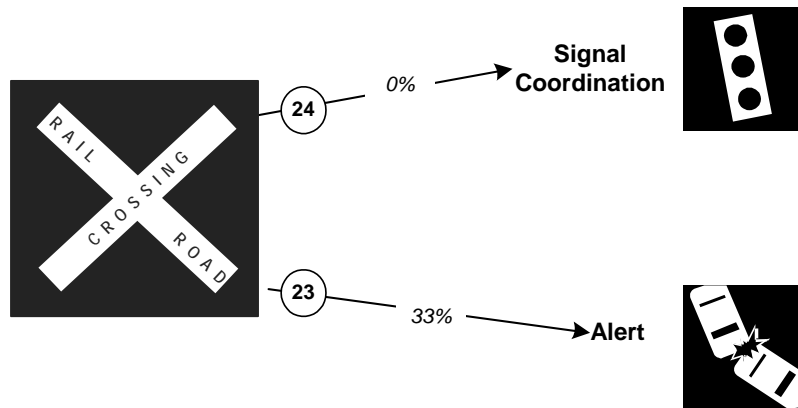 24
0%
Signal
Coordination
RAIL
CROSSING
ROAD
23
33%
Alert